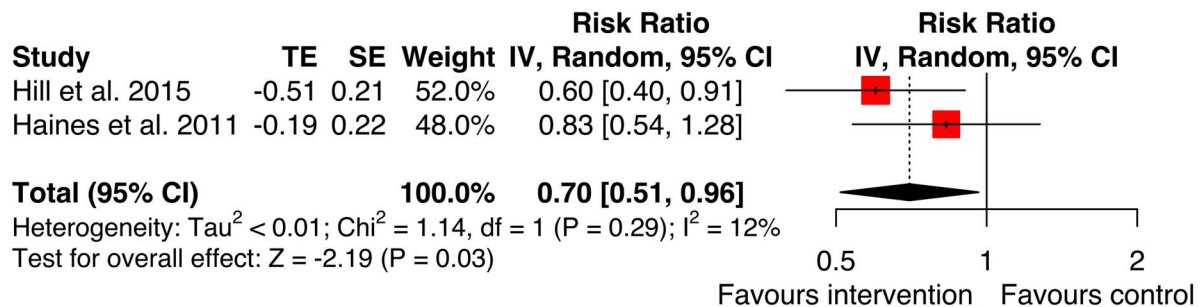 Risk Ratio Risk Ratio
Study TE SE Weight IV, Random, 95% CI IV, Random, 95% CI
Hill et al. 2015 -0.51 0.21 52.0% 0.60 [0.40, 0.91]
Haines et al. 2011 -0.19 0.22 48.0% 0.83 [0.54, 1.28]
Total (95% CI) 100.0% 0.70 [0.51, 0.96]
Heterogeneity: Tau² < 0.01; Chi² = 1.14, df = 1 (P = 0.29); I² = 12%
Test for overall effect: Z = -2.19 (P = 0.03)
0.5 1 2
Favours intervention Favours control